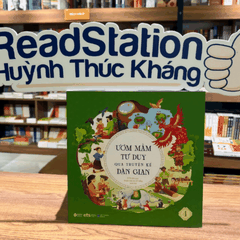 ReadStation
Huỳnh Thúc Kháng
ƯƠM MẦM
TƯ DUY
QUA TRUYỆN KỂ
DÂN GIAN
1